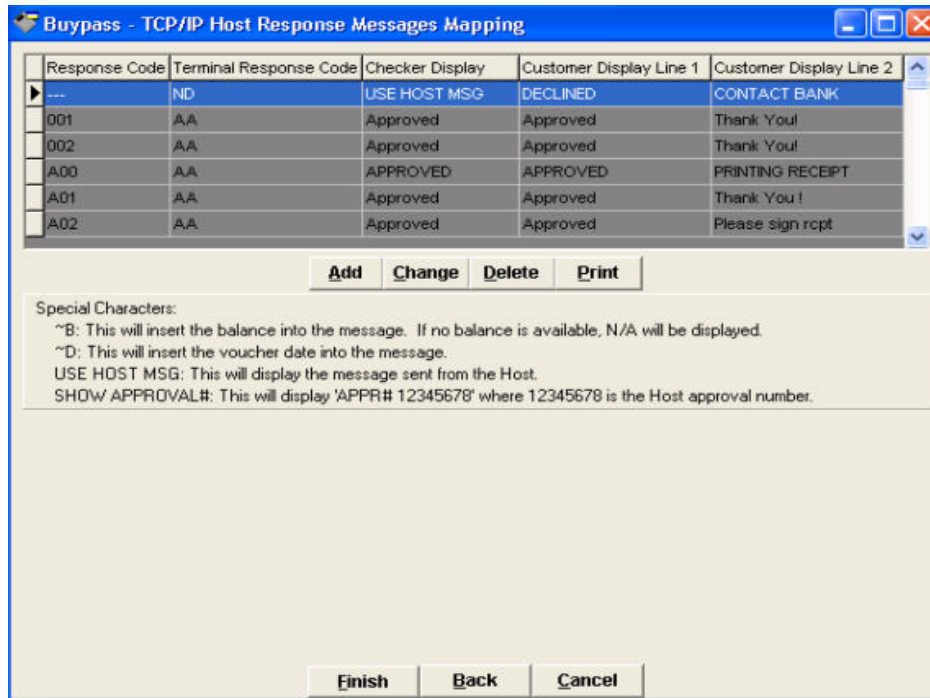 Buypass - TCP/IP Host Response Messages Mapping
Response Code Terminal Response Code Checker Display Customer Display Line 1 Customer Display Line 2
--- ND USE HOST MSG DECLINED CONTACT BANK
001 AA Approved Approved Thank You!
002 AA Approved Approved Thank You!
A00 AA APPROVED APPROVED PRINTING RECEIPT
A01 AA Approved Approved Thank You !
A02 AA Approved Approved Please sign rcpt
Add Change Delete Print
Special Characters:
~B: This will insert the balance into the message. If no balance is available, N/A will be displayed.
~D: This will insert the voucher date into the message.
USE HOST MSG: This will display the message sent from the Host.
SHOW APPROVAL#: This will display 'APPR# 12345678' where 12345678 is the Host approval number.
Finish Back Cancel